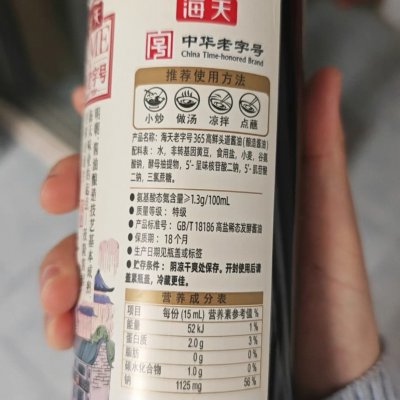 海天
中华老字号
China Time-honored Brand
推荐使用方法
小炒 做汤 凉拌 点蘸
产品名称：海天老字号365高鲜头道酱油（酿造酱油）
配料表：水，非转基因黄豆，食用盐，小麦，谷氨
酸钠，酵母抽提物，5'-呈味核苷酸二钠，5'-肌苷酸
二钠，三氯蔗糖。
●氨基酸态氮含量≥1.3g/100mL
●质量等级：特级
●产品标准号：GB/T 18186 高盐稀态发酵酱油
●保质期：18个月
●生产日期见瓶盖或标签
●贮存条件：阴凉干爽处保存。开封使用后请
盖紧瓶盖，冷藏更佳。
营养成分表
项目 每份(15 mL) 营养素参考值%
能量 52 kJ 1%
蛋白质 2.0 g 3%
脂肪 0 g 0%
碳水化合物 1.0 g 0%
钠 1125 mg 56%
天
ME
字号